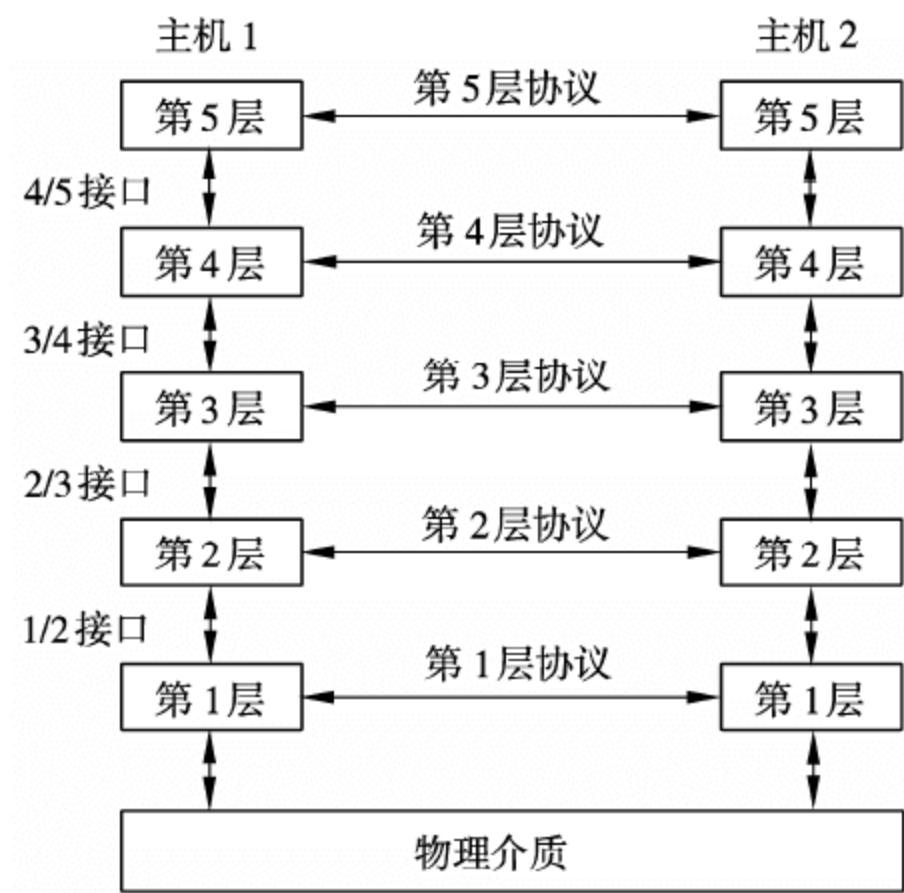 主机 1
主机 2
第 5 层
第 5层协议
第 5 层
4/5 接口
第 4 层
第 4层协议
第 4 层
3/4 接口
第 3 层
第 3层协议
第 3 层
2/3 接口
第 2 层
第 2层协议
第 2 层
1/2 接口
第 1层
第 1层协议
第 1层
物理介质